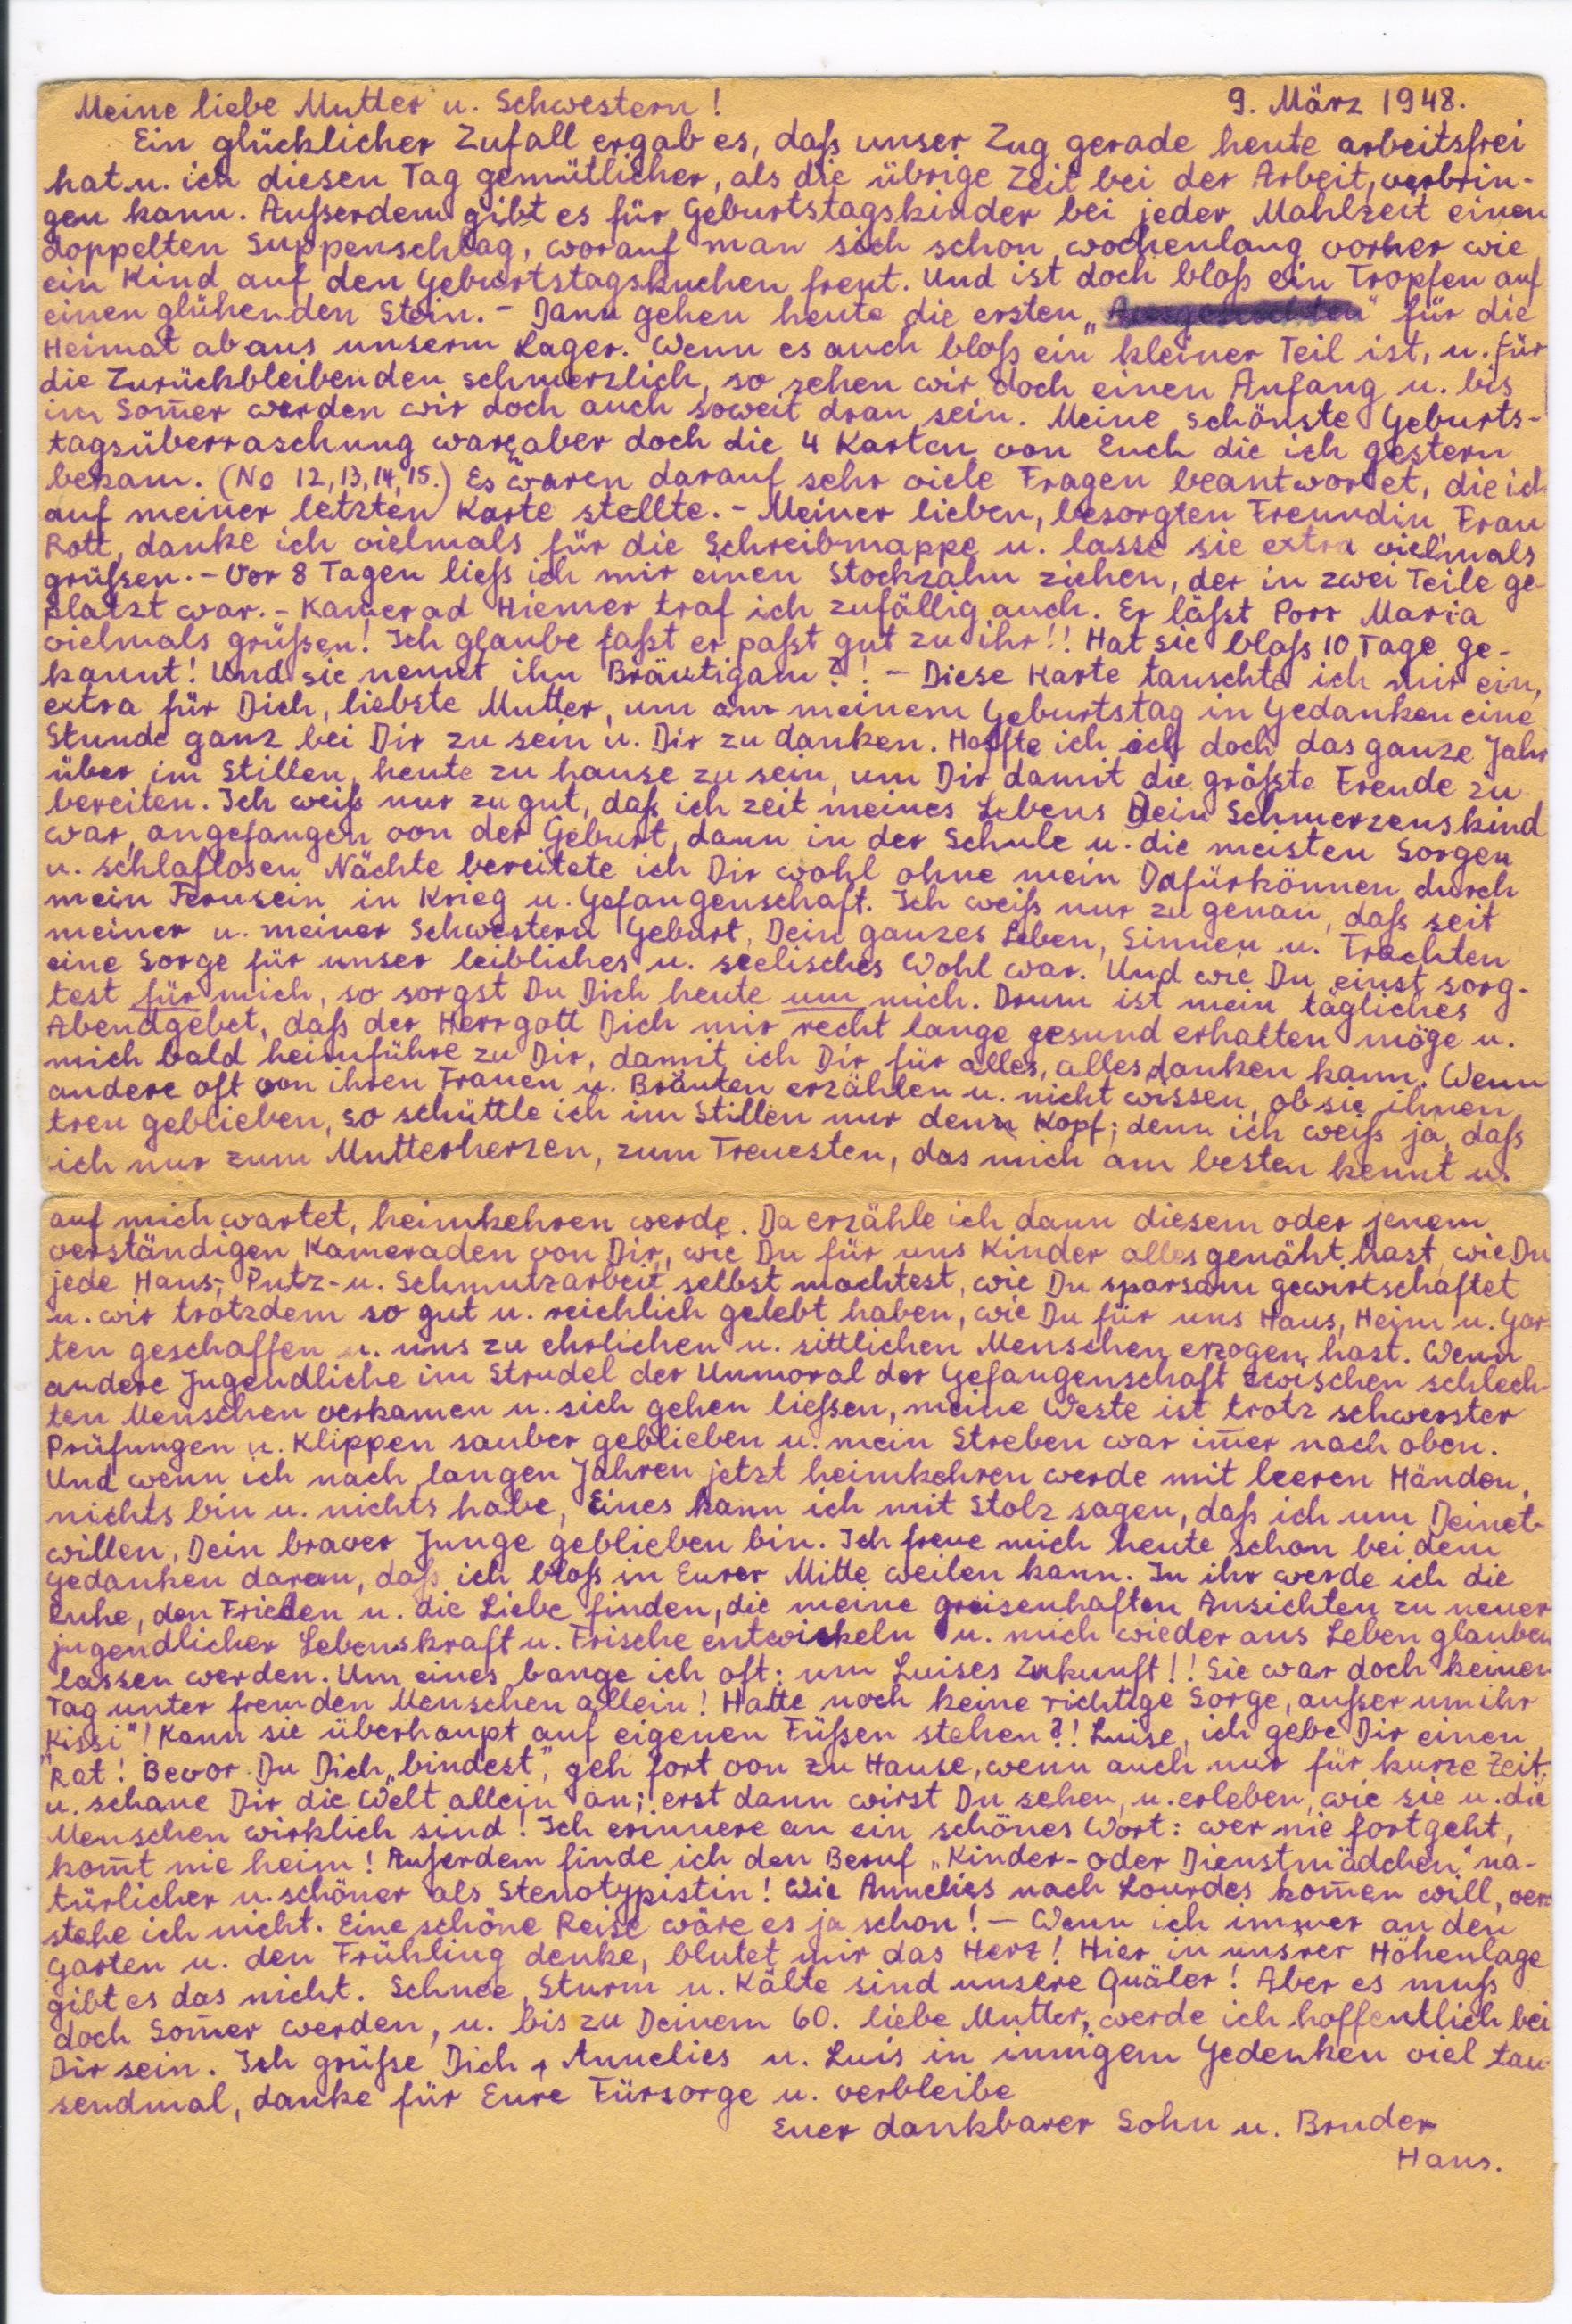 Meine liebe Mutter u. Schwestern! 9. März 1948.
Ein glücklicher Zufall ergab es, daß unser Zug gerade heute arbeitsfrei
hat u. ich diesen Tag gemütlicher, als die übrige Zeit bei der Arbeit, verbrin-
gen kann. Außerdem gibt es für Geburtstagskinder bei jeder Mahlzeit einen
doppelten Suppenschlag, worauf man sich schon wochenlang vorher wie
ein Kind auf den Geburtstagskuchen freut. Und ist doch bloß ein Tropfen auf
einen glühenden Stein. - Dann gehen heute die ersten „ " für die
Heimat ab aus unserm Lager. Wenn es auch bloß ein kleiner Teil ist, u. für
die Zurückbleibenden schmerzlich, so sehen wir doch einen Anfang u. bis
im Som̅er werden wir doch auch soweit dran sein. Meine schönste Geburts-
tagsüberraschung war aber doch die 4 Karten von Euch die ich gestern
bekam. (No 12, 13, 14, 15.) Es waren darauf sehr viele Fragen beantwortet, die ich
auf meiner letzten Karte stellte. - Meiner lieben, besorgten Freundin, Frau
Rott, danke ich vielmals für die Schreibmappe u. lasse sie extra vielmals
grüßen. - Vor 8 Tagen ließ ich mir einen Stockzahn ziehen, der in zwei Teile ge-
platzt war. - Kamerad Hiemer traf ich zufällig auch. Er läßt Porr Maria
vielmals grüßen! Ich glaube faßt er paßt gut zu ihr!! Hat sie bloß 10 Tage ge-
kannt! Und sie nennt ihn Bräutigam?! - Diese Karte tauschte ich mir ein,
extra für Dich, liebste Mutter, um an meinem Geburtstag in Gedanken eine
Stunde ganz bei Dir zu sein u. Dir zu danken. Hoffte ich ich doch das ganze Jahr
über im Stillen, heute zu hause zu sein, um Dir damit die größte Freude zu
bereiten. Ich weiß nur zu gut, daß ich zeit meines Lebens Dein Schmerzenskind
war, angefangen von der Geburt, dann in der Schule u. die meisten Sorgen
u. schlaflosen Nächte bereitete ich Dir wohl ohne mein Dafürkönnen durch
mein Fernsein in Krieg u. Gefangenschaft. Ich weiß nur zu genau, daß seit
meiner u. meiner Schwestern Geburt, Dein ganzes Leben, Sinnen u. Trachten
eine Sorge für unser leibliches u. seelisches Wohl war. Und wie Du einst sorg-
test für mich, so sorgst Du Dich heute um mich. Drum ist mein tägliches
Abendgebet, daß der Herrgott Dich mir recht lange gesund erhalten möge u.
mich bald heimführe zu Dir, damit ich Dir für alles, alles danken kann. Wenn
andere oft von ihren Frauen u. Bräuten erzählen u. nicht wissen, ob sie ihnen
treu geblieben, so schüttle ich im Stillen nur den Kopf; denn ich weiß ja, daß
ich nur zum Mutterherzen, zum Treuesten, das mich am besten kennt u.
auf mich wartet, heimkehren werde. Da erzähle ich dann diesem oder jenem
verständigen Kameraden von Dir, wie Du für uns Kinder alles genäht hast, wie Du
jede Haus-, Putz- u. Schmutzarbeit selbst machtest, wie Du sparsam gewirtschaftet
u. wir trotzdem so gut u. reichlich gelebt haben, wie Du für uns Haus, Heim u. Gar-
ten geschaffen u. uns zu ehrlichen u. sittlichen Menschen erzogen hast. Wenn
andere Jugendliche im Strudel der Unmoral der Gefangenschaft zwischen schlech-
ten Menschen verkamen u. sich gehen ließen, meine Weste ist trotz schwerster
Prüfungen u. Klippen sauber geblieben u. mein Streben war im̅er nach oben.
Und wenn ich nach langen Jahren jetzt heimkehren werde mit leeren Händen,
nichts bin u. nichts habe, Eines kann ich mit Stolz sagen, daß ich um Deinet-
willen, Dein braver Junge geblieben bin. Ich freue mich heute schon bei dem
Gedanken daran, daß ich bloß in Eurer Mitte weilen kann. In ihr werde ich die
Ruhe, den Frieden u. die Liebe finden, die meine greisenhaften Ansichten zu neuer
jugendlicher Lebenskraft u. Frische entwickeln u. mich wieder ans Leben glauben
lassen werden. Um eines bange ich oft: um Luises Zukunft!! Sie war doch keinen
Tag unter fremden Menschen allein! Hatte noch keine richtige Sorge, außer um ihr
„Kissi"! Kann sie überhaupt auf eigenen Füßen stehen?! Luise, ich gebe Dir einen
Rat! Bevor Du Dich „bindest", geh fort von zu Hause, wenn auch nur für kurze Zeit,
u. schaue Dir die Welt allein an; erst dann wirst Du sehen, u. erleben, wie sie u. die
Menschen wirklich sind! Ich erinnere an ein schönes Wort: wer nie fortgeht,
kom̅t nie heim! Außerdem finde ich den Beruf „Kinder- oder Dienstmädchen" na-
türlicher u. schöner als Stenotypistin! Wie Annelies nach Lourdes kom̅en will, ver-
stehe ich nicht. Eine schöne Reise wäre es ja schon! - Wenn ich immer an den
Garten u. den Frühling denke, blutet mir das Herz! Hier in uns'rer Höhenlage
gibt es das nicht. Schnee, Sturm u. Kälte sind unsere Quäler! Aber es muß
doch Som̅er werden, u. bis zu Deinem 60. liebe Mutter, werde ich hoffentlich bei
Dir sein. Ich grüße Dich, Annelies u. Luis in innigem Gedenken viel tau-
sendmal, danke für Eure Fürsorge u. verbleibe
Euer dankbarer Sohn u. Bruder
Hans.